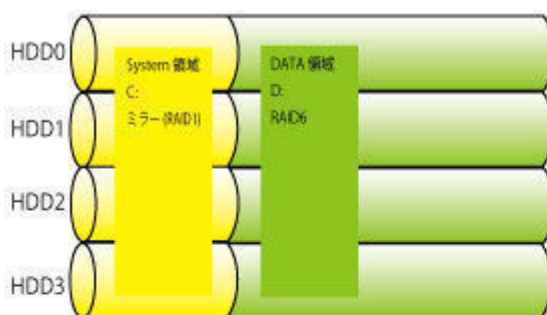 HDD0
HDD1
HDD2
HDD3
System 領域
C:
ミラー(RAID1)
DATA 領域
D:
RAID6